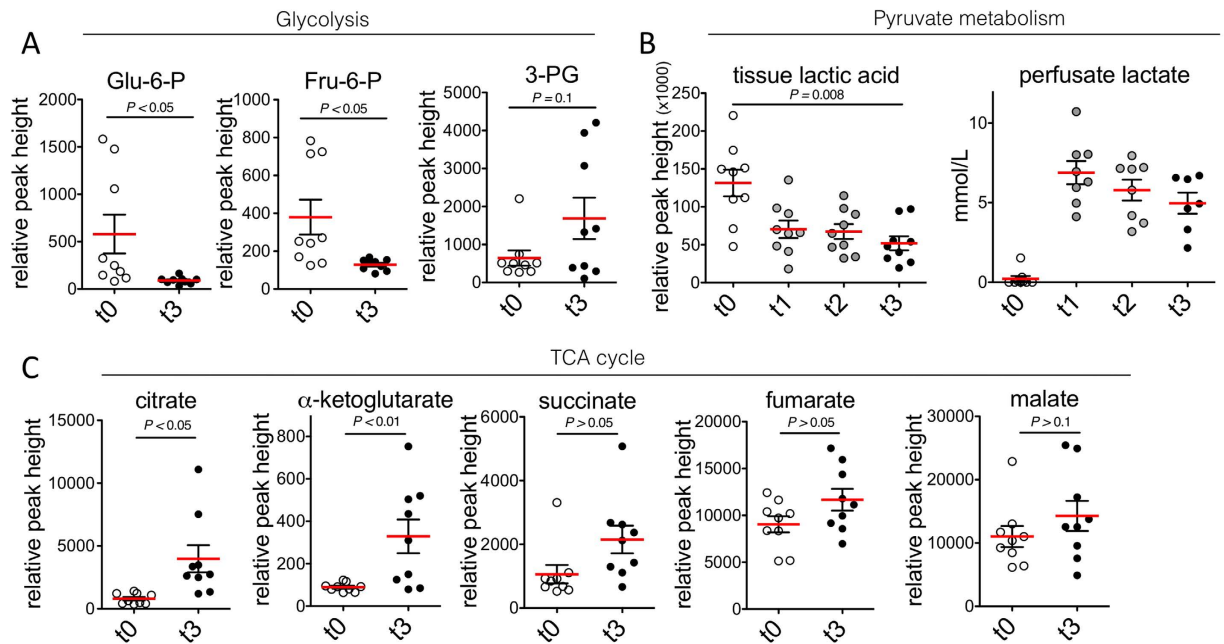 Glycolysis
Pyruvate metabolism
A
B
Glu-6-P
Fru-6-P
3-PG
tissue lactic acid
perfusate lactate
P < 0.05
P < 0.05
P = 0.1
P = 0.008
relative peak height
2000
1500
1000
500
0
t0
t3
relative peak height
1000
800
600
400
200
0
t0
t3
relative peak height
5000
4000
3000
2000
1000
0
t0
t3
relative peak height (x1000)
250
200
150
100
50
0
t0
t1
t2
t3
mmol/L
10
5
0
t0
t1
t2
t3
TCA cycle
C
citrate
α-ketoglutarate
succinate
fumarate
malate
P < 0.05
P < 0.01
P > 0.05
P > 0.05
P > 0.1
relative peak height
15000
10000
5000
0
t0
t3
relative peak height
800
600
400
200
0
t0
t3
relative peak height
6000
4000
2000
0
t0
t3
relative peak height
20000
15000
10000
5000
0
t0
t3
relative peak height
30000
20000
10000
0
t0
t3